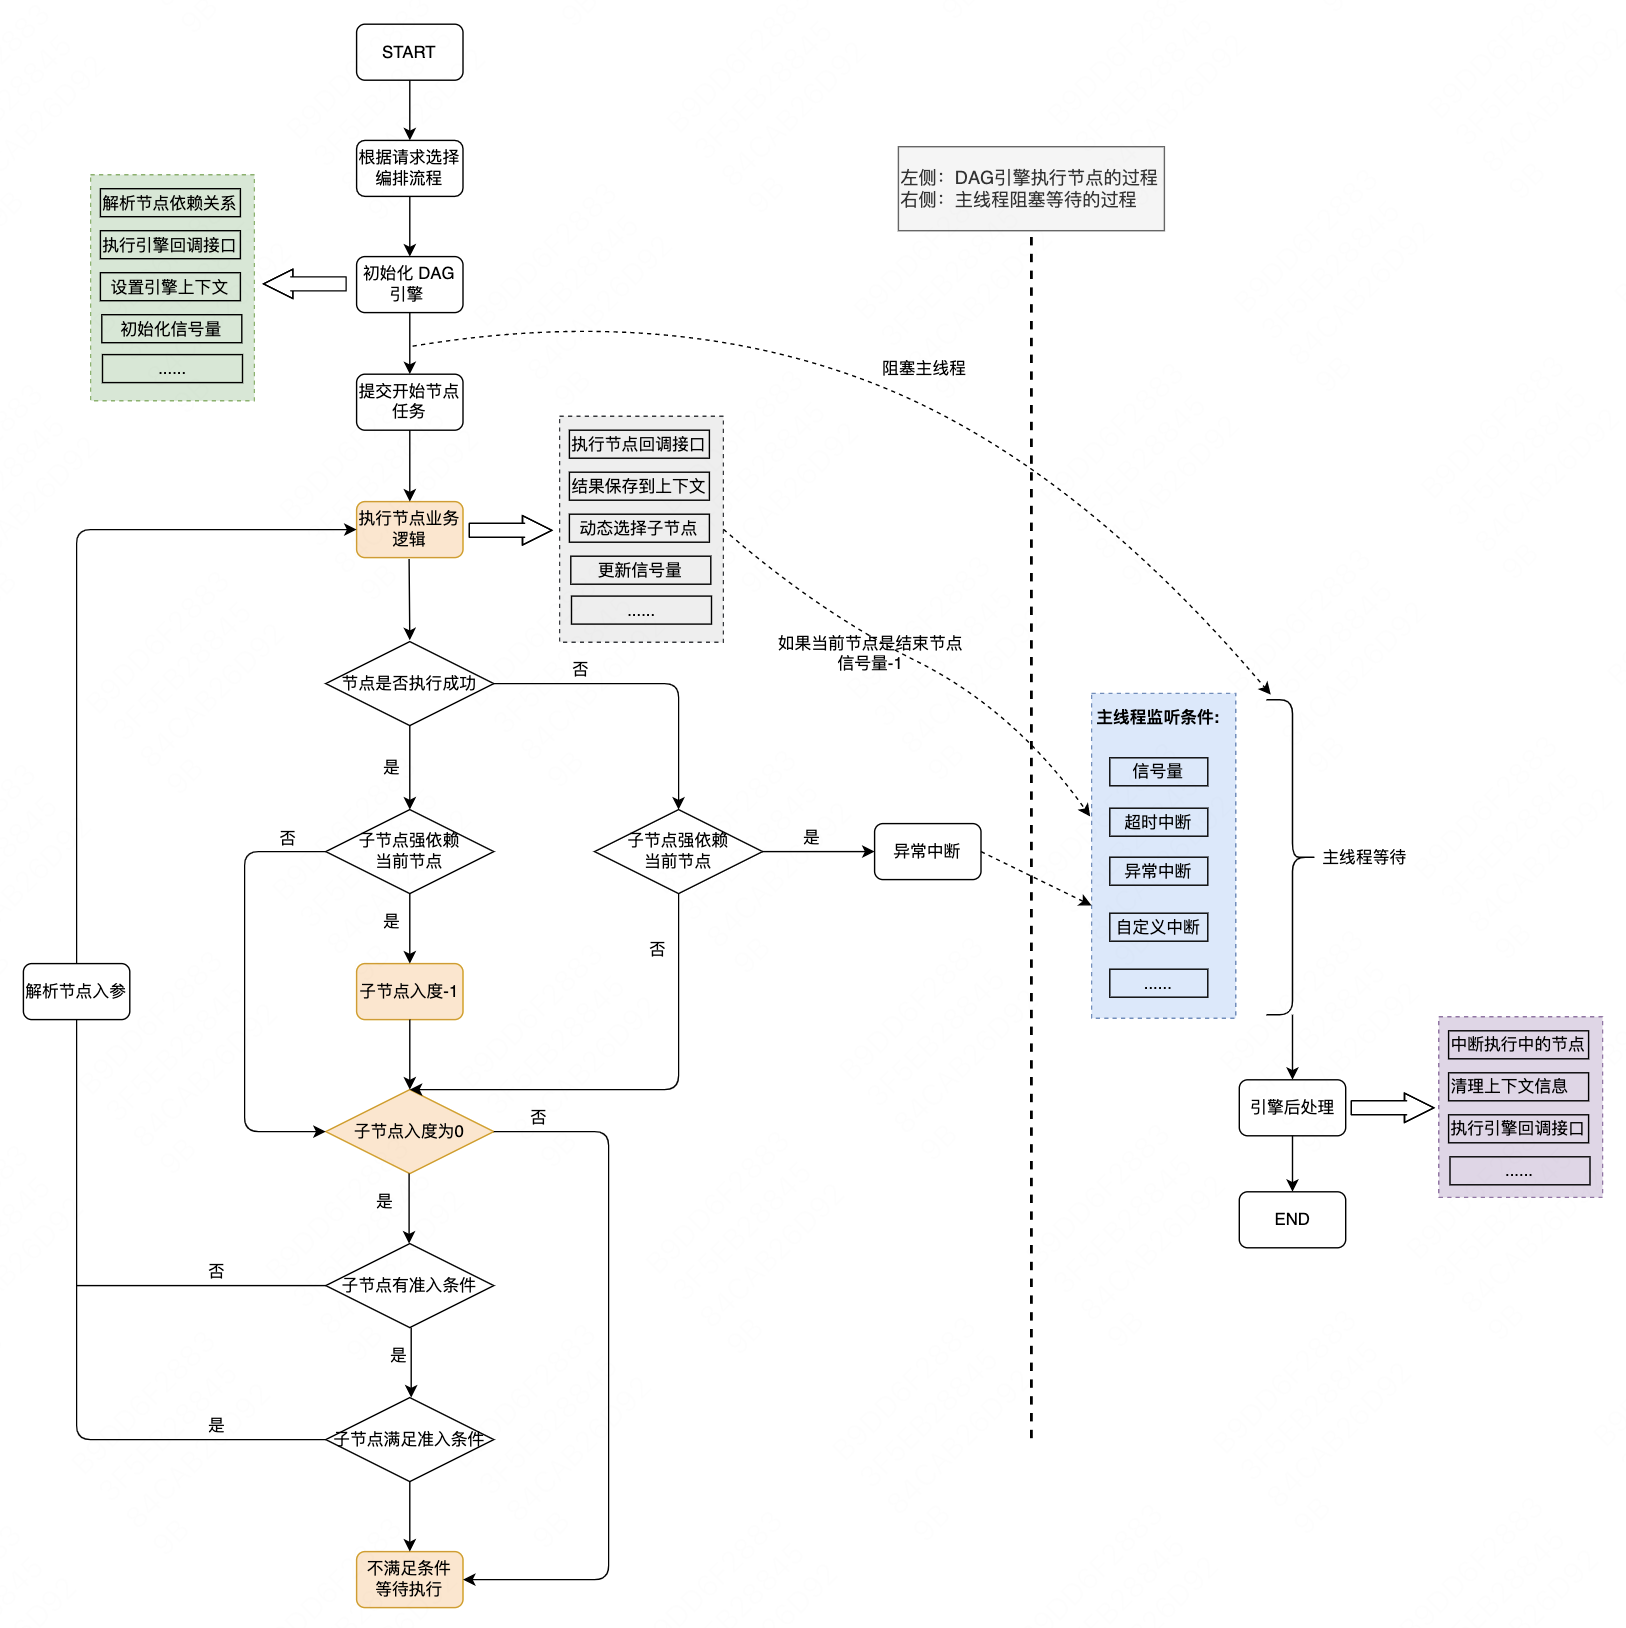 START
根据请求选择
编排流程
左侧：DAG引擎执行节点的过程
右侧：主线程阻塞等待的过程
解析节点依赖关系
执行引擎回调接口
设置引擎上下文
初始化信号量
......
初始化 DAG
引擎
阻塞主线程
提交开始节点
任务
执行节点回调接口
结果保存到上下文
动态选择子节点
更新信号量
......
执行节点业务
逻辑
如果当前节点是结束节点
信号量-1
节点是否执行成功
否
是
主线程监听条件:
信号量
超时中断
异常中断
自定义中断
......
子节点强依赖
当前节点
否
是
子节点强依赖
当前节点
是
否
异常中断
主线程等待
解析节点入参
子节点入度-1
中断执行中的节点
清理上下文信息
执行引擎回调接口
......
引擎后处理
END
子节点入度为0
否
是
子节点有准入条件
否
是
子节点满足准入条件
是
不满足条件
等待执行